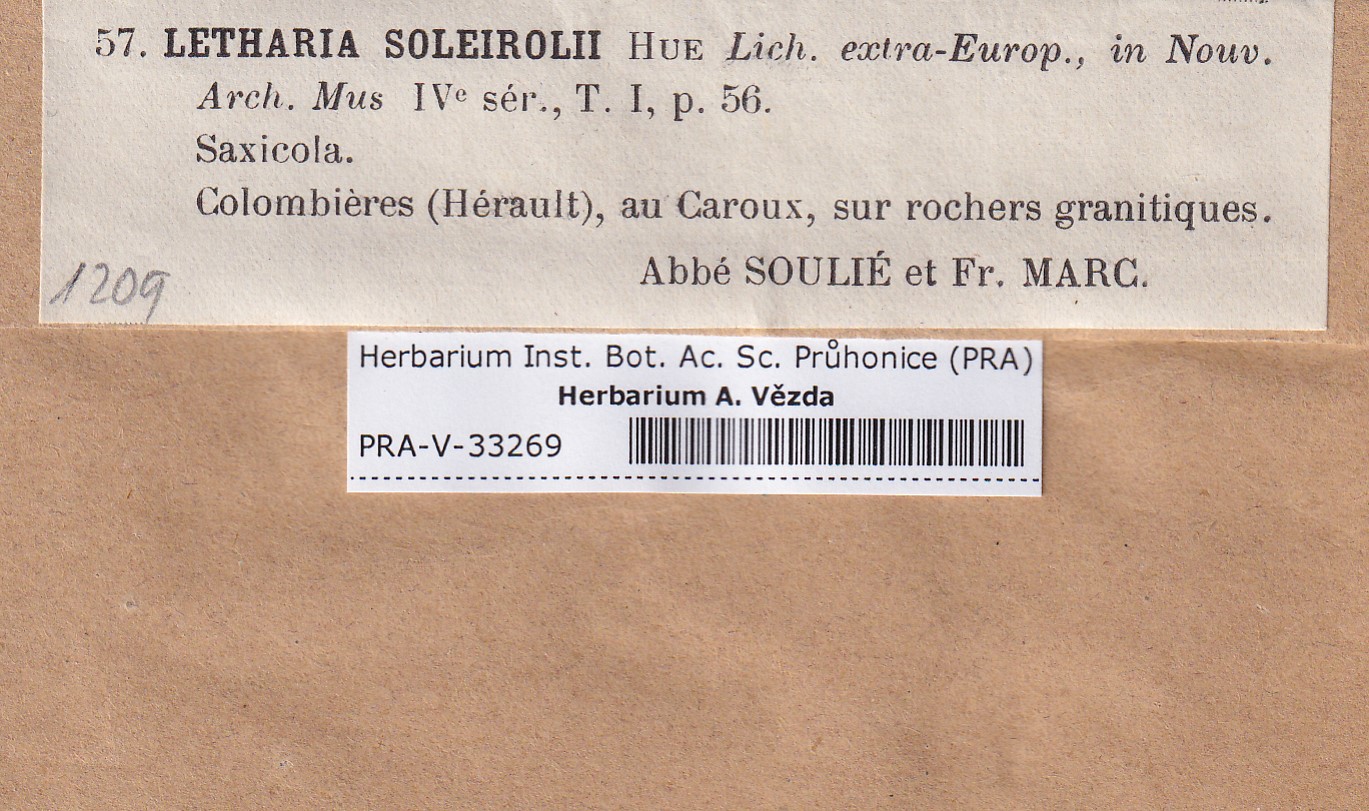 57. LETHARIA SOLEIROLII HUE Lich. extra-Europ., in Nouv.
Arch. Mus IVe sér., T. I, p. 56.
Saxicola.
Colombières (Hérault), au Caroux, sur rochers granitiques.
Abbé SOULIÉ et Fr. MARC.
1209
Herbarium Inst. Bot. Ac. Sc. Průhonice (PRA)
Herbarium A. Vězda
PRA-V-33269